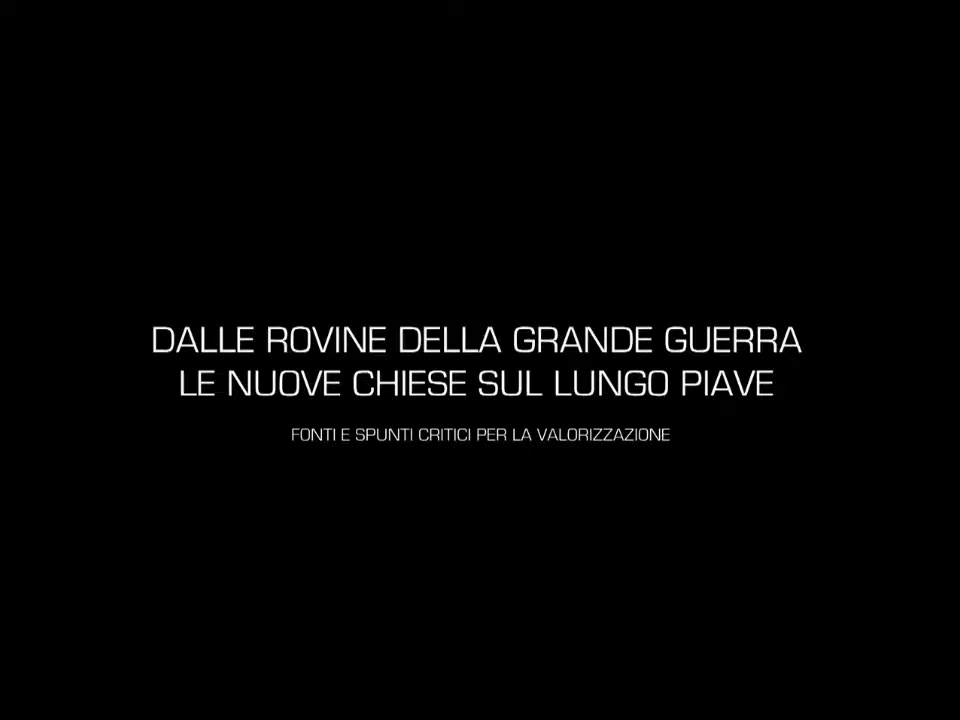 DALLE ROVINE DELLA GRANDE GUERRA
LE NUOVE CHIESE SUL LUNGO PIAVE
FONTI E SPUNTI CRITICI PER LA VALORIZZAZIONE